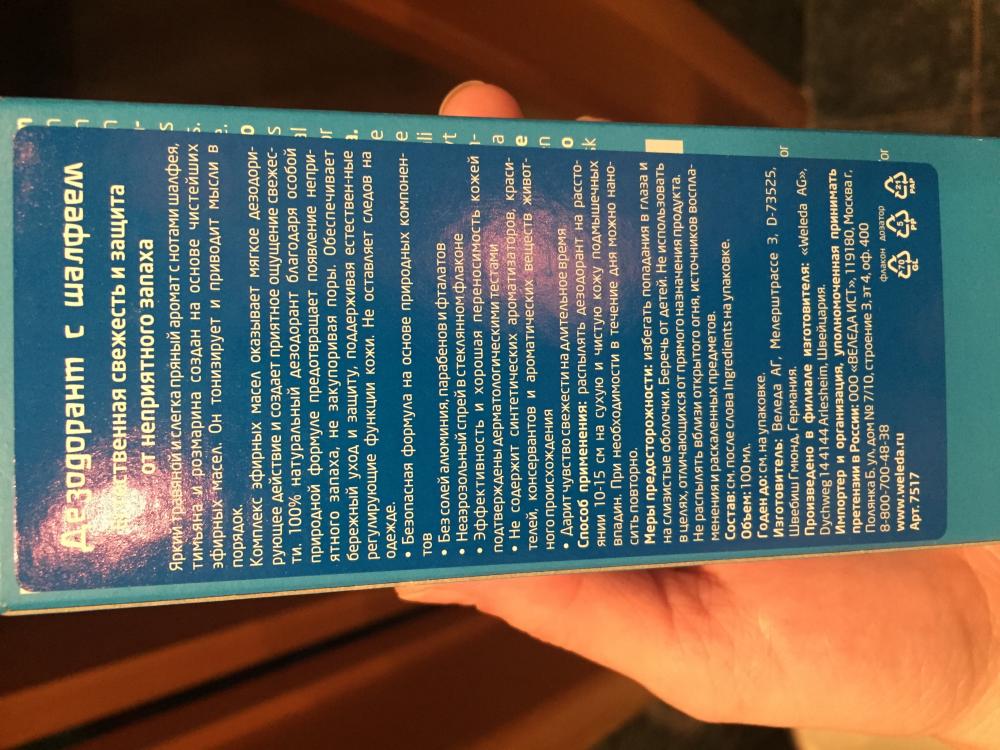 Дезодорант с шалфеем
Естественная свежесть и защита
от неприятного запаха
Яркий травяной и слегка пряный аромат с нотами шалфея,
тимьяна и розмарина создан на основе чистейших
эфирных масел. Он тонизирует и приводит мысли в
порядок.
Комплекс эфирных масел оказывает мягкое дезодори-
рующее действие и дарит приятное ощущение свежес-
ти. 100% натуральный дезодорант благодаря особой
природной формуле предотвращает появление непри-
ятного запаха, не закупоривая поры. Обеспечивает
бережный уход и защиту, поддерживая естествен-ные
регулирующие функции кожи. Не оставляет следов на
одежде.
• Безопасная формула на основе природных компонен-
тов
• Без солей алюминия, парабенов и фталатов
• Неаэрозольный спрей в стеклянном флаконе
• Эффективность и хорошая переносимость кожей
подтверждены дерматологическими тестами
• Не содержит синтетических ароматизаторов, краси-
телей, консервантов и ароматических веществ живот-
ного происхождения
• Дарит чувство свежести на длительное время
Способ применения: распылять дезодорант на рассто-
янии 10-15 см на сухую и чистую кожу подмышечных
впадин. При необходимости в течение дня можно нано-
сить повторно.
Меры предосторожности: избегать попадания в глаза и
на слизистые оболочки. Беречь от детей. Не использовать
в целях, отличающихся от прямого назначения продукта.
Не распылять вблизи открытого огня, источников воспла-
менения и раскаленных предметов.
Состав: см. после слова Ingredients на упаковке.
Объем: 100 мл.
Годен до: см. на упаковке.
Изготовитель: Веледа АГ, Мелерштрассе 3, D-73525,
Швебиш Гмюнд, Германия.
Произведено в филиале изготовителя: «Weleda AG»,
Dychweg 14 4144 Arlesheim, Швейцария.
Импортер и организация, уполномоченная принимать
претензии в России: ООО «ВЕЛЕДА ИСТ», 119180, Москва г,
Полянка Б. ул, дом № 7/10, строение 3, эт 4, оф. 400
8-800-700-48-38
www.weleda.ru
Арт. 7517
Флакон дозатор
70 5 21
GL PP PAP